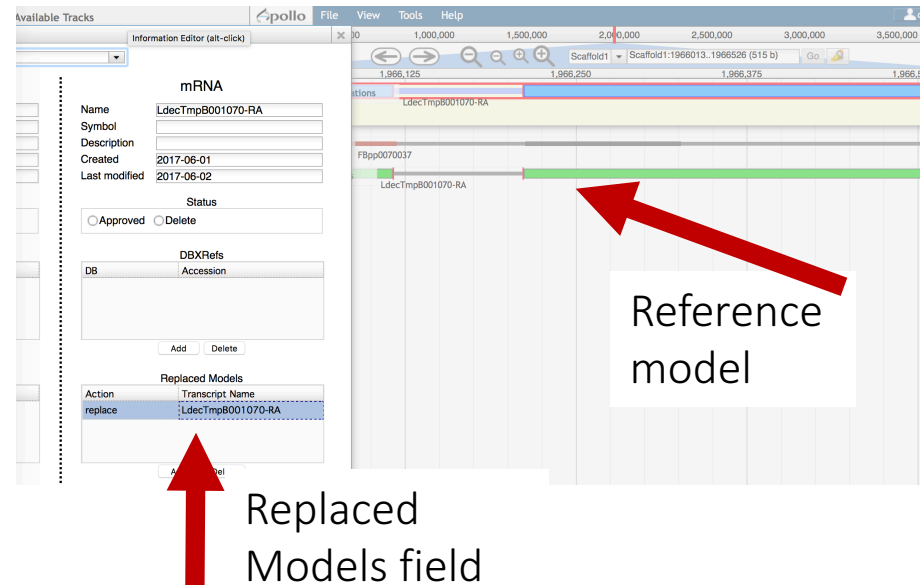 Available Tracks
Apollo File View Tools Help
Information Editor (alt-click)
1,000,000 1,500,000 2,000,000 2,500,000 3,000,000 3,500,000
Scaffold1 Scaffold1:1966013..1966526 (515 b) Go
1,966,125 1,966,250 1,966,375
mRNA
Name LdecTmpB001070-RA
Symbol
Description
Created 2017-06-01
Last modified 2017-06-02
Status
Approved Delete
DBXRefs
DB Accession
Add Delete
Replaced Models
Action Transcript Name
replace LdecTmpB001070-RA
LdecTmpB001070-RA
FBpp0070037
LdecTmpB001070-RA
Reference
model
Replaced
Models field